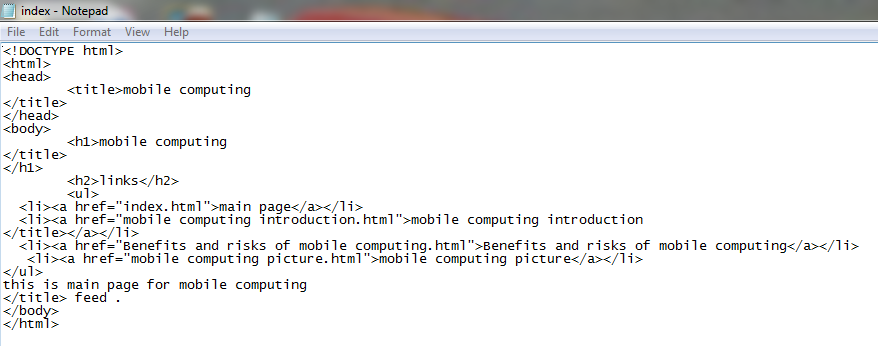 index - Notepad
File Edit Format View Help
<!DOCTYPE html>
<html>
<head>
        <title>mobile computing
</title>
</head>
<body>
        <h1>mobile computing
</title>
</h1>
        <h2>links</h2>
        <ul>
  <li><a href="index.html">main page</a></li>
  <li><a href="mobile computing introduction.html">mobile computing introduction
</title></a></li>
  <li><a href="Benefits and risks of mobile computing.html">Benefits and risks of mobile computing</a></li>
   <li><a href="mobile computing picture.html">mobile computing picture</a></li>
</ul>
this is main page for mobile computing
</title> feed .
</body>
</html>